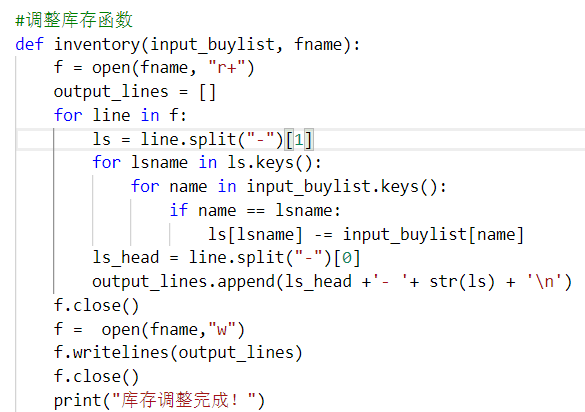 #调整库存函数
def inventory(input_buylist, fname):
    f = open(fname, "r+")
    output_lines = []
    for line in f:
        ls = line.split("-")[1]
        for lsname in ls.keys():
            for name in input_buylist.keys():
                if name == lsname:
                    ls[lsname] -= input_buylist[name]
        ls_head = line.split("-")[0]
        output_lines.append(ls_head +'- '+ str(ls) + '\n')
    f.close()
    f =  open(fname,"w")
    f.writelines(output_lines)
    f.close()
    print("库存调整完成！")